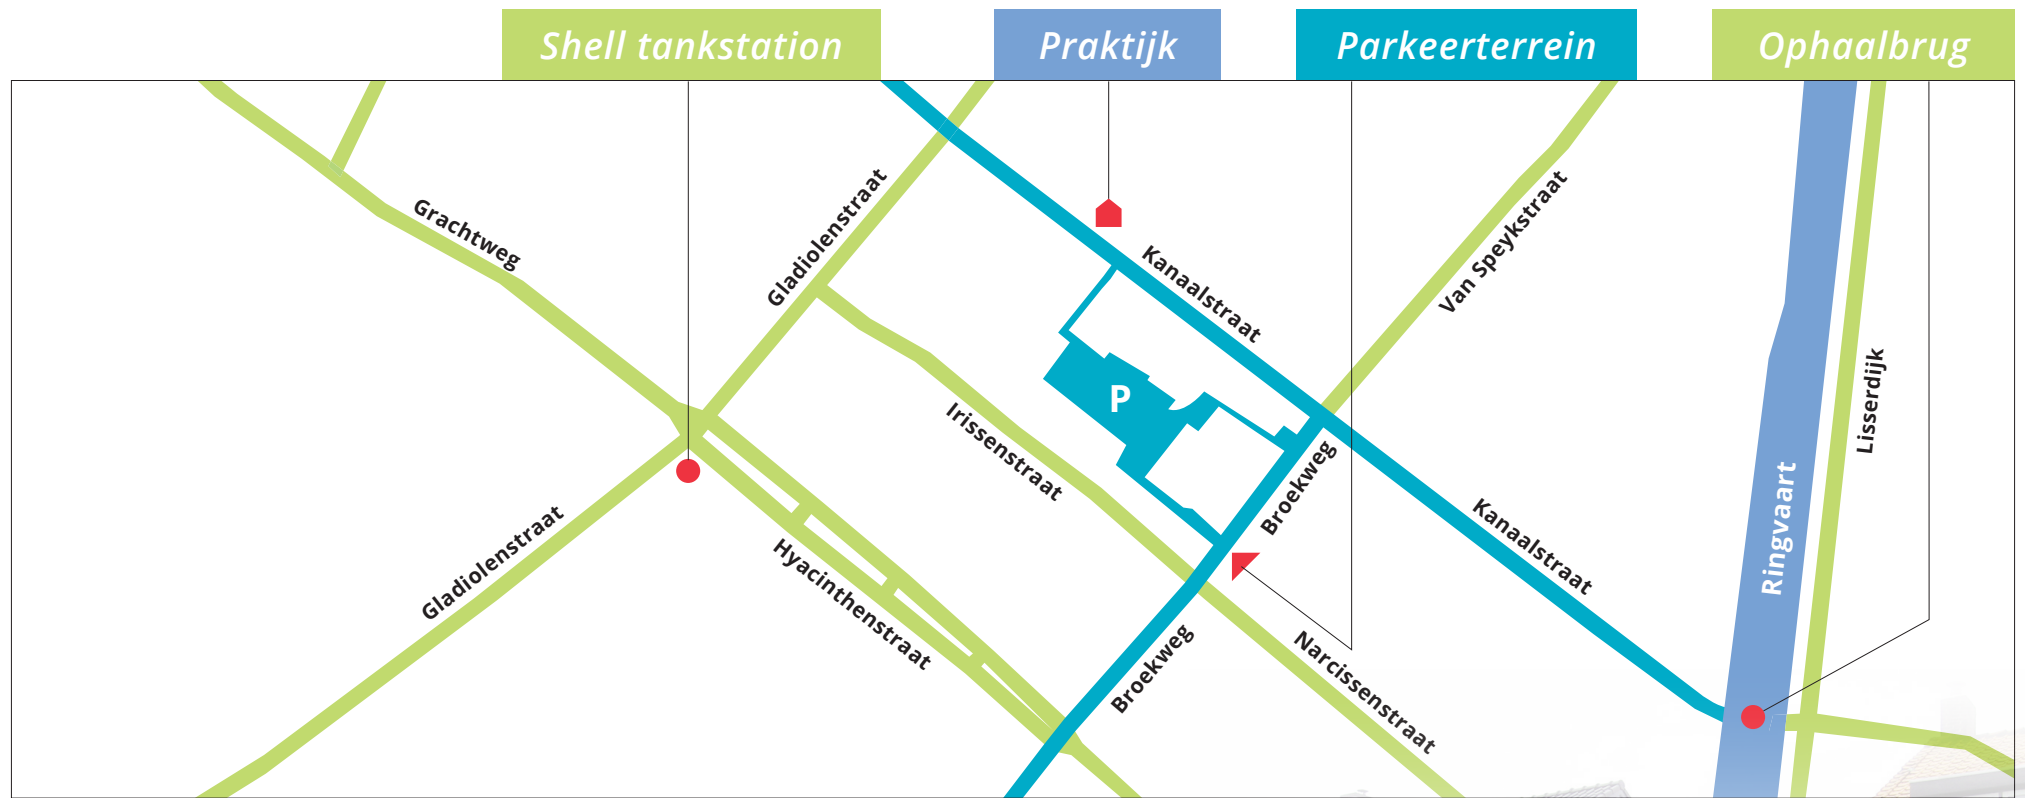 Shell tankstation
Praktijk
Parkeerterrein
Ophaalbrug
Grachtweg
Gladiolenstraat
Kanaalstraat
Van Speykstraat
Lisserdijk
P
Irissenstraat
Broekweg
Kanaalstraat
Ringvaart
Gladiolenstraat
Hyacinthenstraat
Broekweg
Narcissenstraat